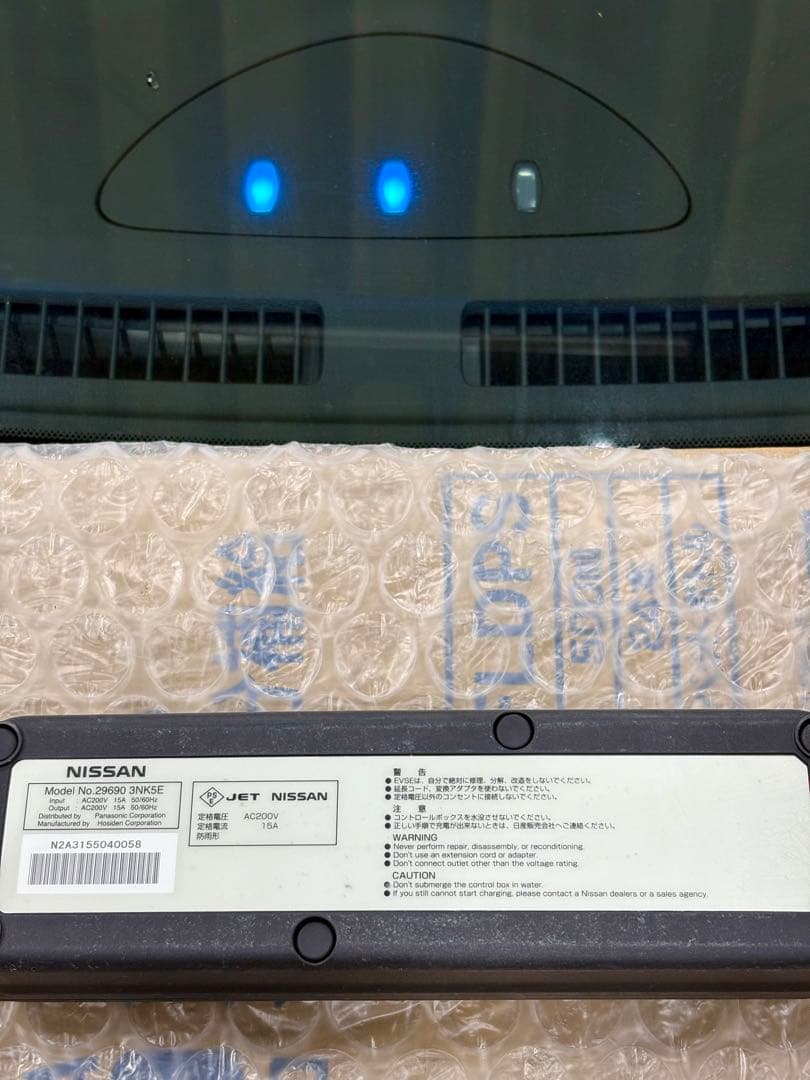 NISSAN
Model No.29690 3NK5E
Input : AC200V 15A 50/60Hz
Output : AC200V 15A 50/60Hz
Distributed by Panasonic Corporation
Manufactured by Hosiden Corporation
N2A3155040058
PSE JET NISSAN
定格電圧 AC200V
定格電流 15A
防雨形
警 告
● EVSEは、自分で絶対に修理、分解、改造をしないでください。
● 延長コード、変換アダプタを使わないでください。
● 定格電圧以外のコンセントに接続しないでください。
注 意
● コントロールボックスを水没させないでください。
● 正しい手順で充電が出来ないときは、日産販売会社へご連絡ください。
WARNING
● Never perform repair, disassembly, or reconditioning.
● Don't use an extension cord or adapter.
● Don't connect outlet other than the voltage rating.
CAUTION
● Don't submerge the control box in water.
● If you still cannot start charging, please contact a Nissan dealers or a sales agency.